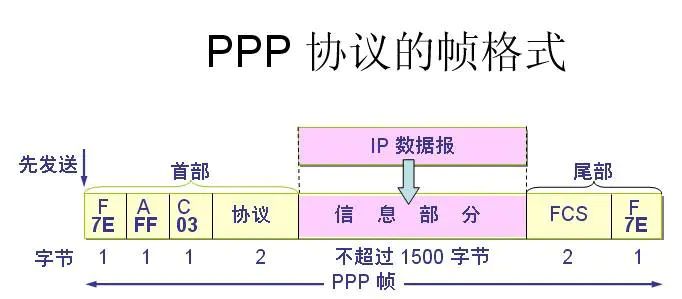 PPP 协议的帧格式
IP 数据报
先发送
首部
尾部
F A C 协议 信息部分 FCS F
7E FF 03 7E
字节 1 1 1 2 不超过 1500 字节 2 1
PPP 帧